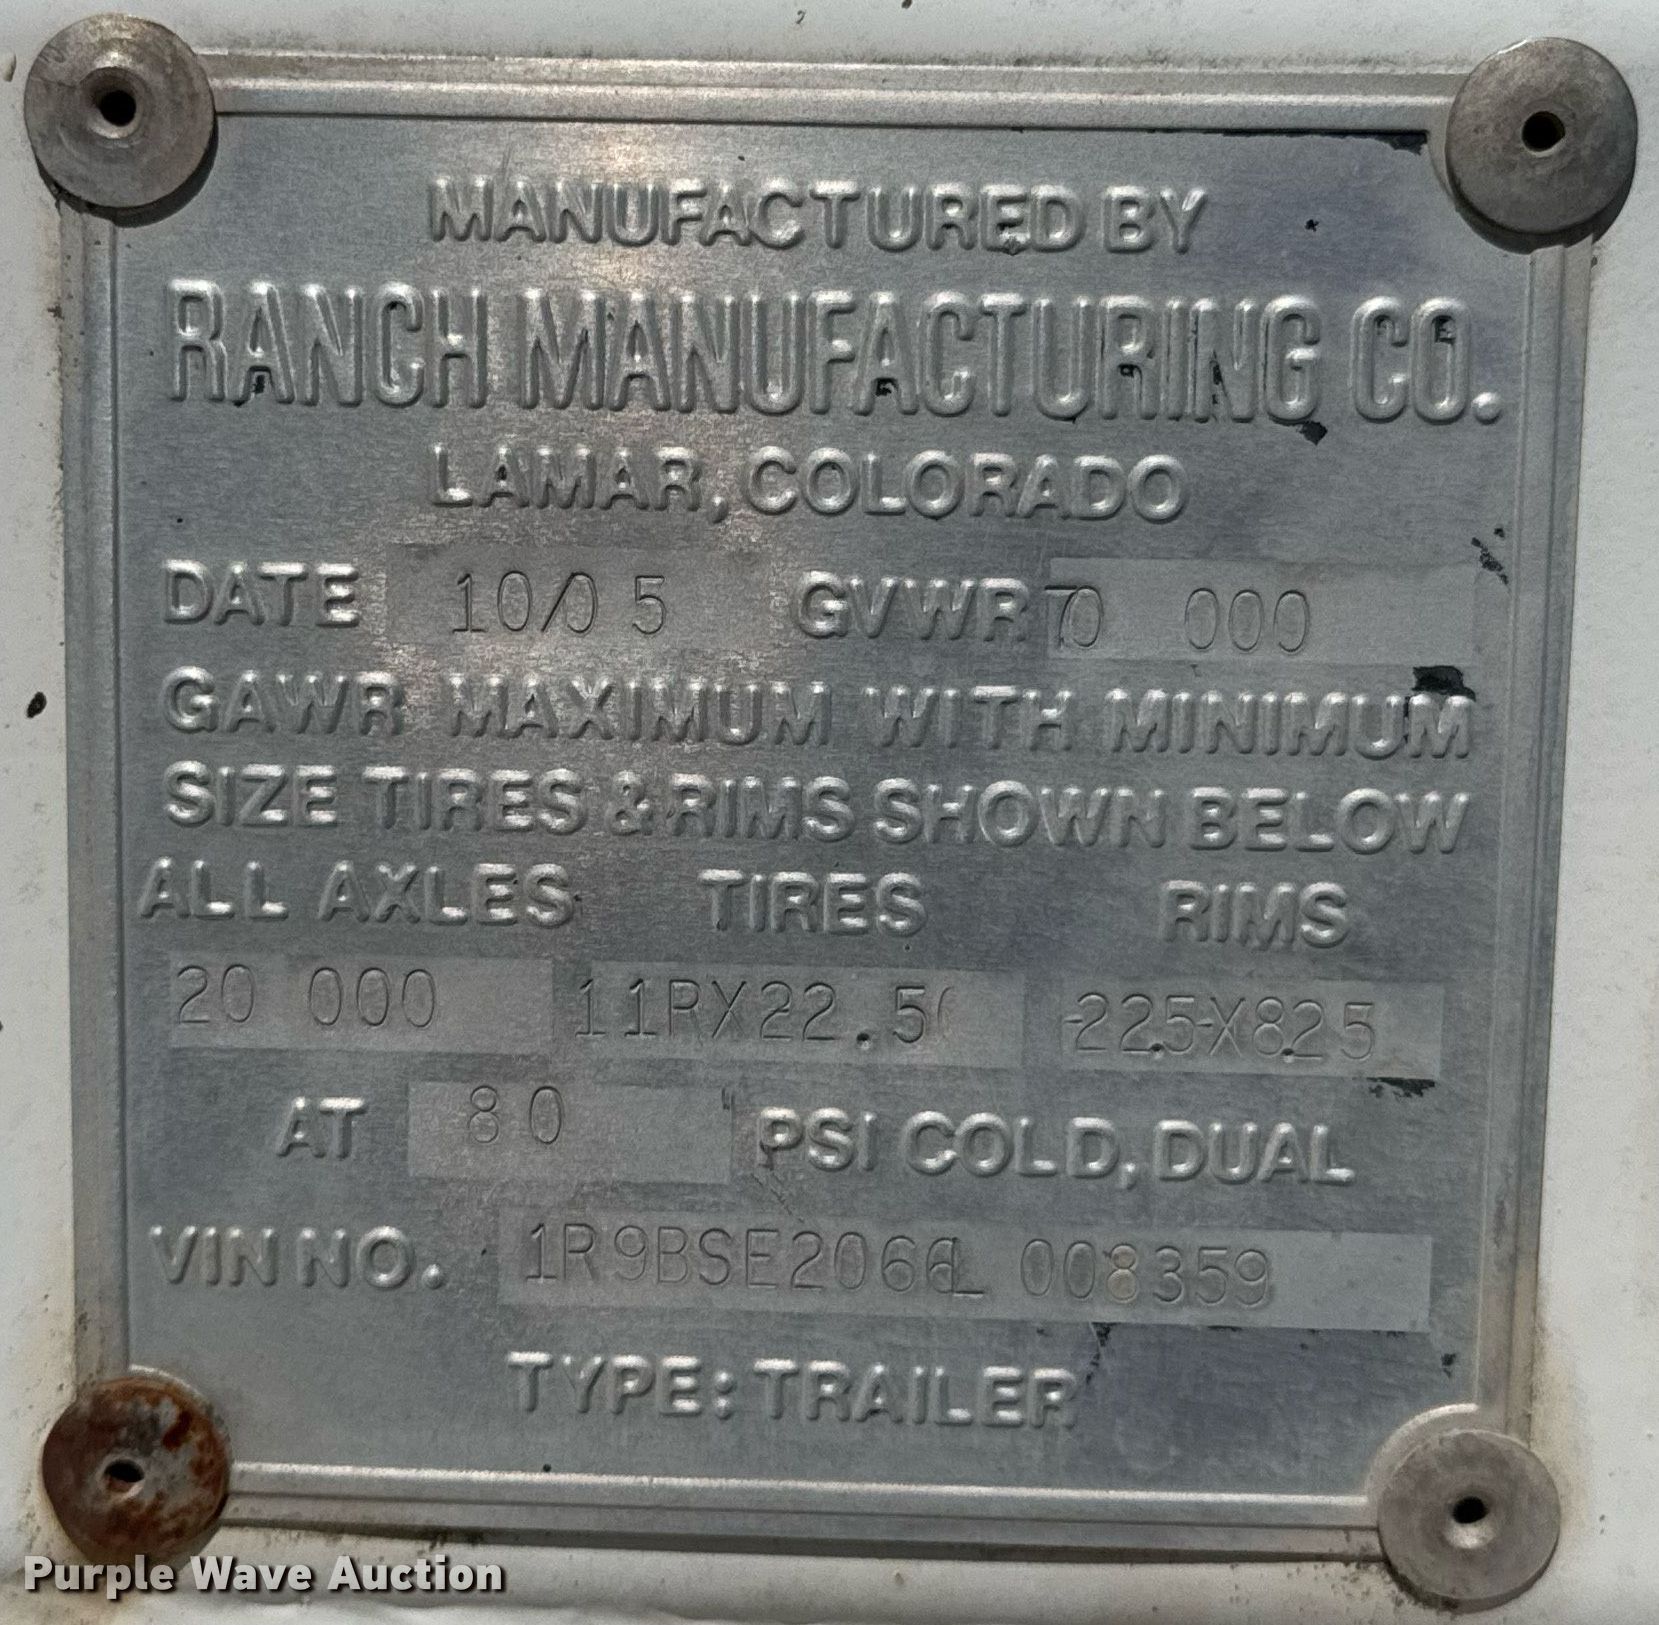 MANUFACTURED BY
RANCH MANUFACTURING CO.
LAMAR, COLORADO
DATE 10/05 GVWR 70 000
GAWR MAXIMUM WITH MINIMUM
SIZE TIRES & RIMS SHOWN BELOW
ALL AXLES TIRES RIMS
20 000 11RX22.5 22.5X8.25
AT 80 PSI COLD, DUAL
VIN NO. 1R9BSE2066L 008359
TYPE: TRAILER
Purple Wave Auction